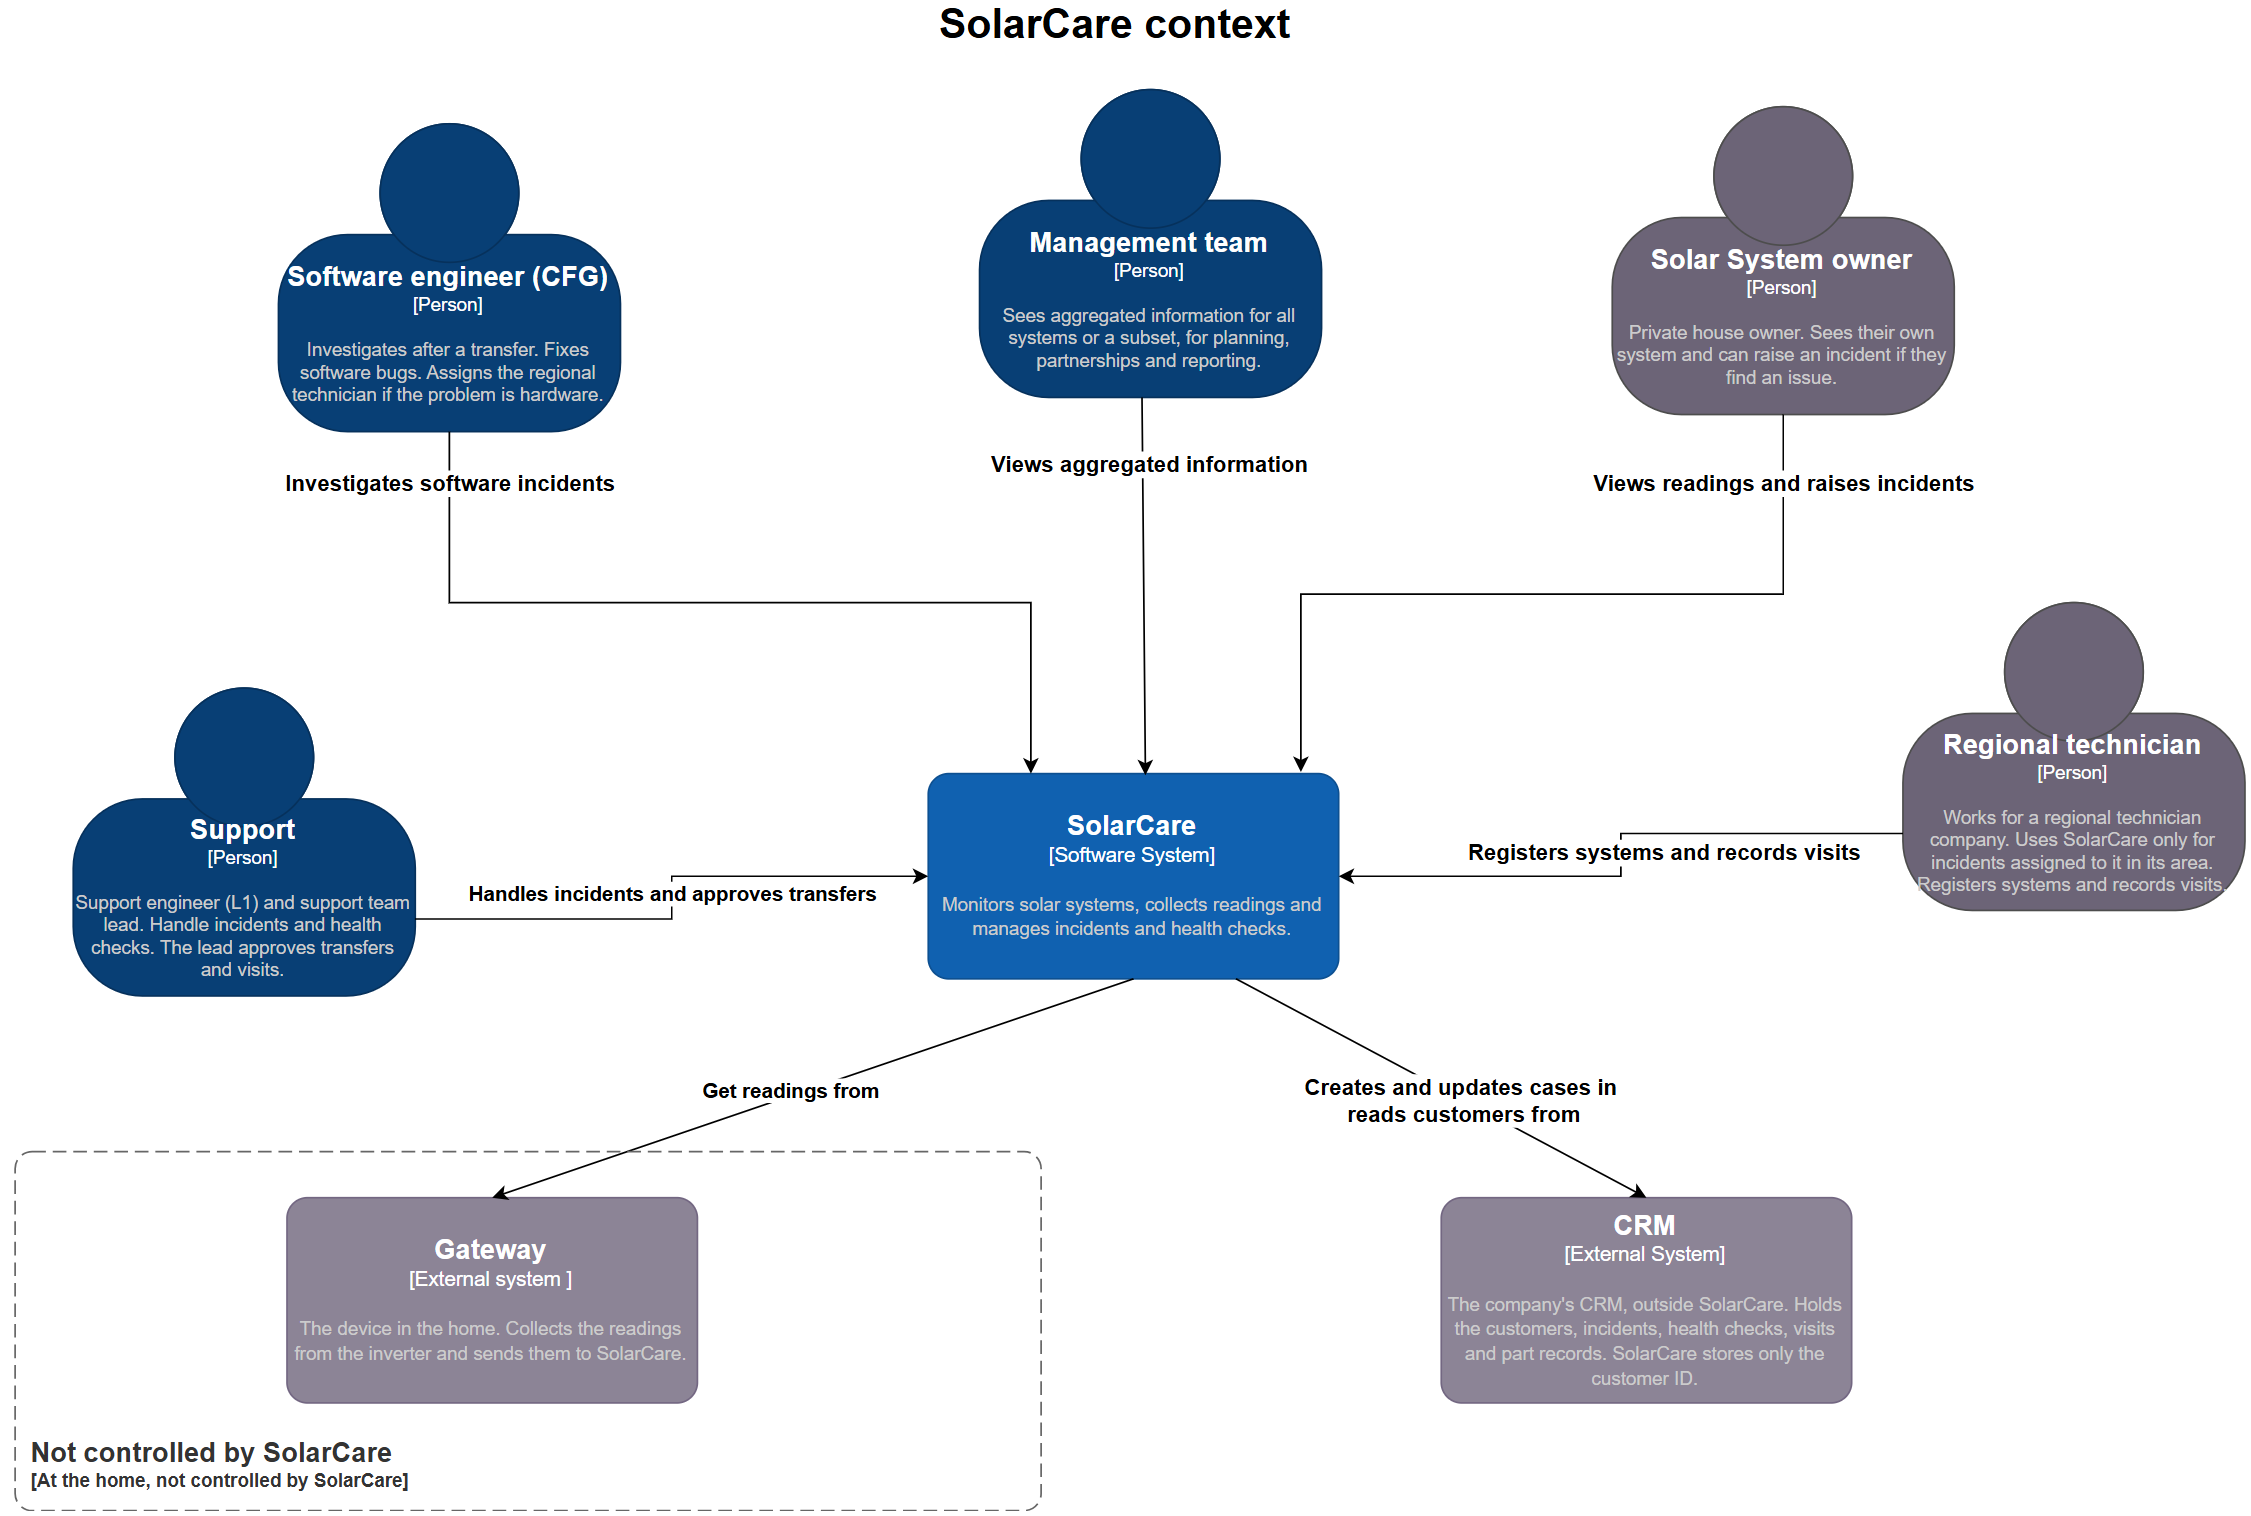 SolarCare context
Software engineer (CFG)
[Person]
Investigates after a transfer. Fixes
software bugs. Assigns the regional
technician if the problem is hardware.
Management team
[Person]
Sees aggregated information for all
systems or a subset, for planning,
partnerships and reporting.
Solar System owner
[Person]
Private house owner. Sees their own
system and can raise an incident if they
find an issue.
Investigates software incidents
Views aggregated information
Views readings and raises incidents
Support
[Person]
Support engineer (L1) and support team
lead. Handle incidents and health
checks. The lead approves transfers
and visits.
Handles incidents and approves transfers
SolarCare
[Software System]
Monitors solar systems, collects readings and
manages incidents and health checks.
Registers systems and records visits
Regional technician
[Person]
Works for a regional technician
company. Uses SolarCare only for
incidents assigned to it in its area.
Registers systems and records visits.
Get readings from
Creates and updates cases in
reads customers from
Gateway
[External system ]
The device in the home. Collects the readings
from the inverter and sends them to SolarCare.
CRM
[External System]
The company's CRM, outside SolarCare. Holds
the customers, incidents, health checks, visits
and part records. SolarCare stores only the
customer ID.
Not controlled by SolarCare
[At the home, not controlled by SolarCare]